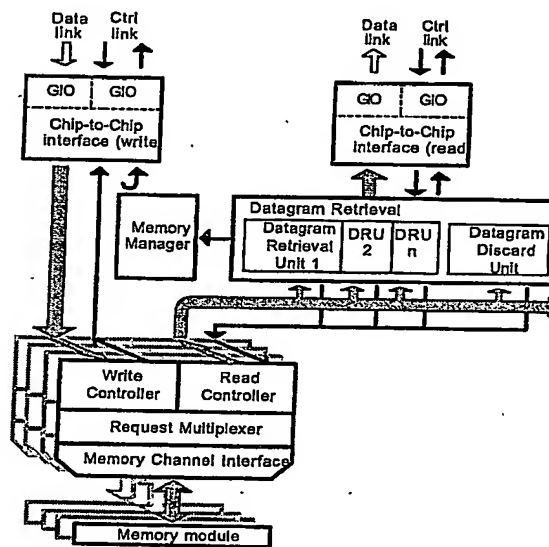 Data link
Ctrl link
GIO
GIO
Chip-to-Chip
interface (write
Data link
Ctrl link
GIO
GIO
Chip-to-Chip
Interface (read
Memory
Manager
Datagram Retrieval
Datagram
Retrieval
Unit 1
DRU
2
DRU
n
Datagram
Discard
Unit
Write
Controller
Read
Controller
Request Multiplexer
Memory Channel Interface
Memory module